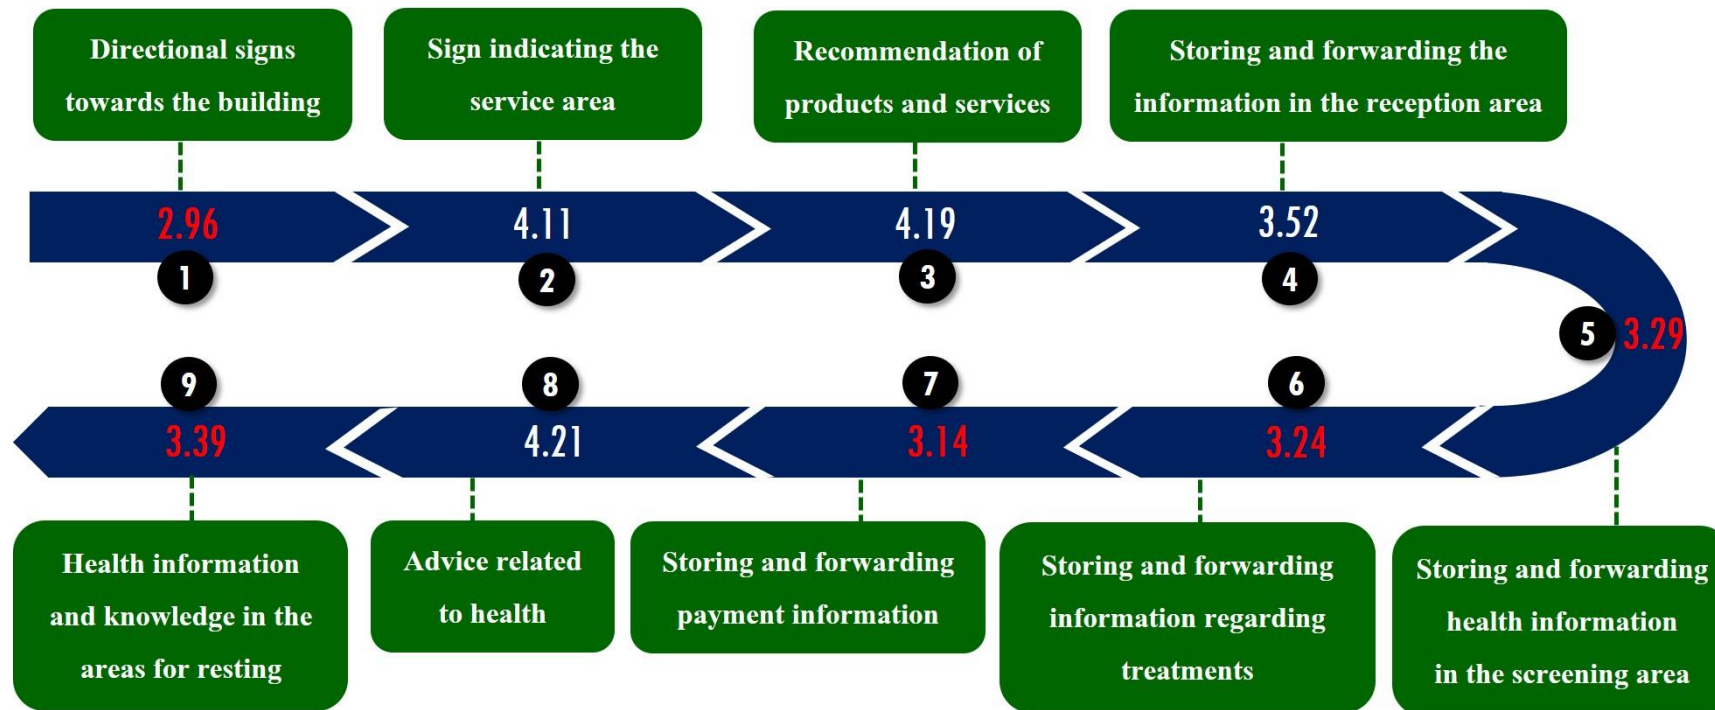 Directional signs
towards the building
Sign indicating the
service area
Recommendation of
products and services
Storing and forwarding the
information in the reception area
2.96
4.11
4.19
3.52
1
2
3
4
5
3.29
9
8
7
6
3.39
4.21
3.14
3.24
Health information
and knowledge in the
areas for resting
Advice related
to health
Storing and forwarding
payment information
Storing and forwarding
information regarding
treatments
Storing and forwarding
health information
in the screening area